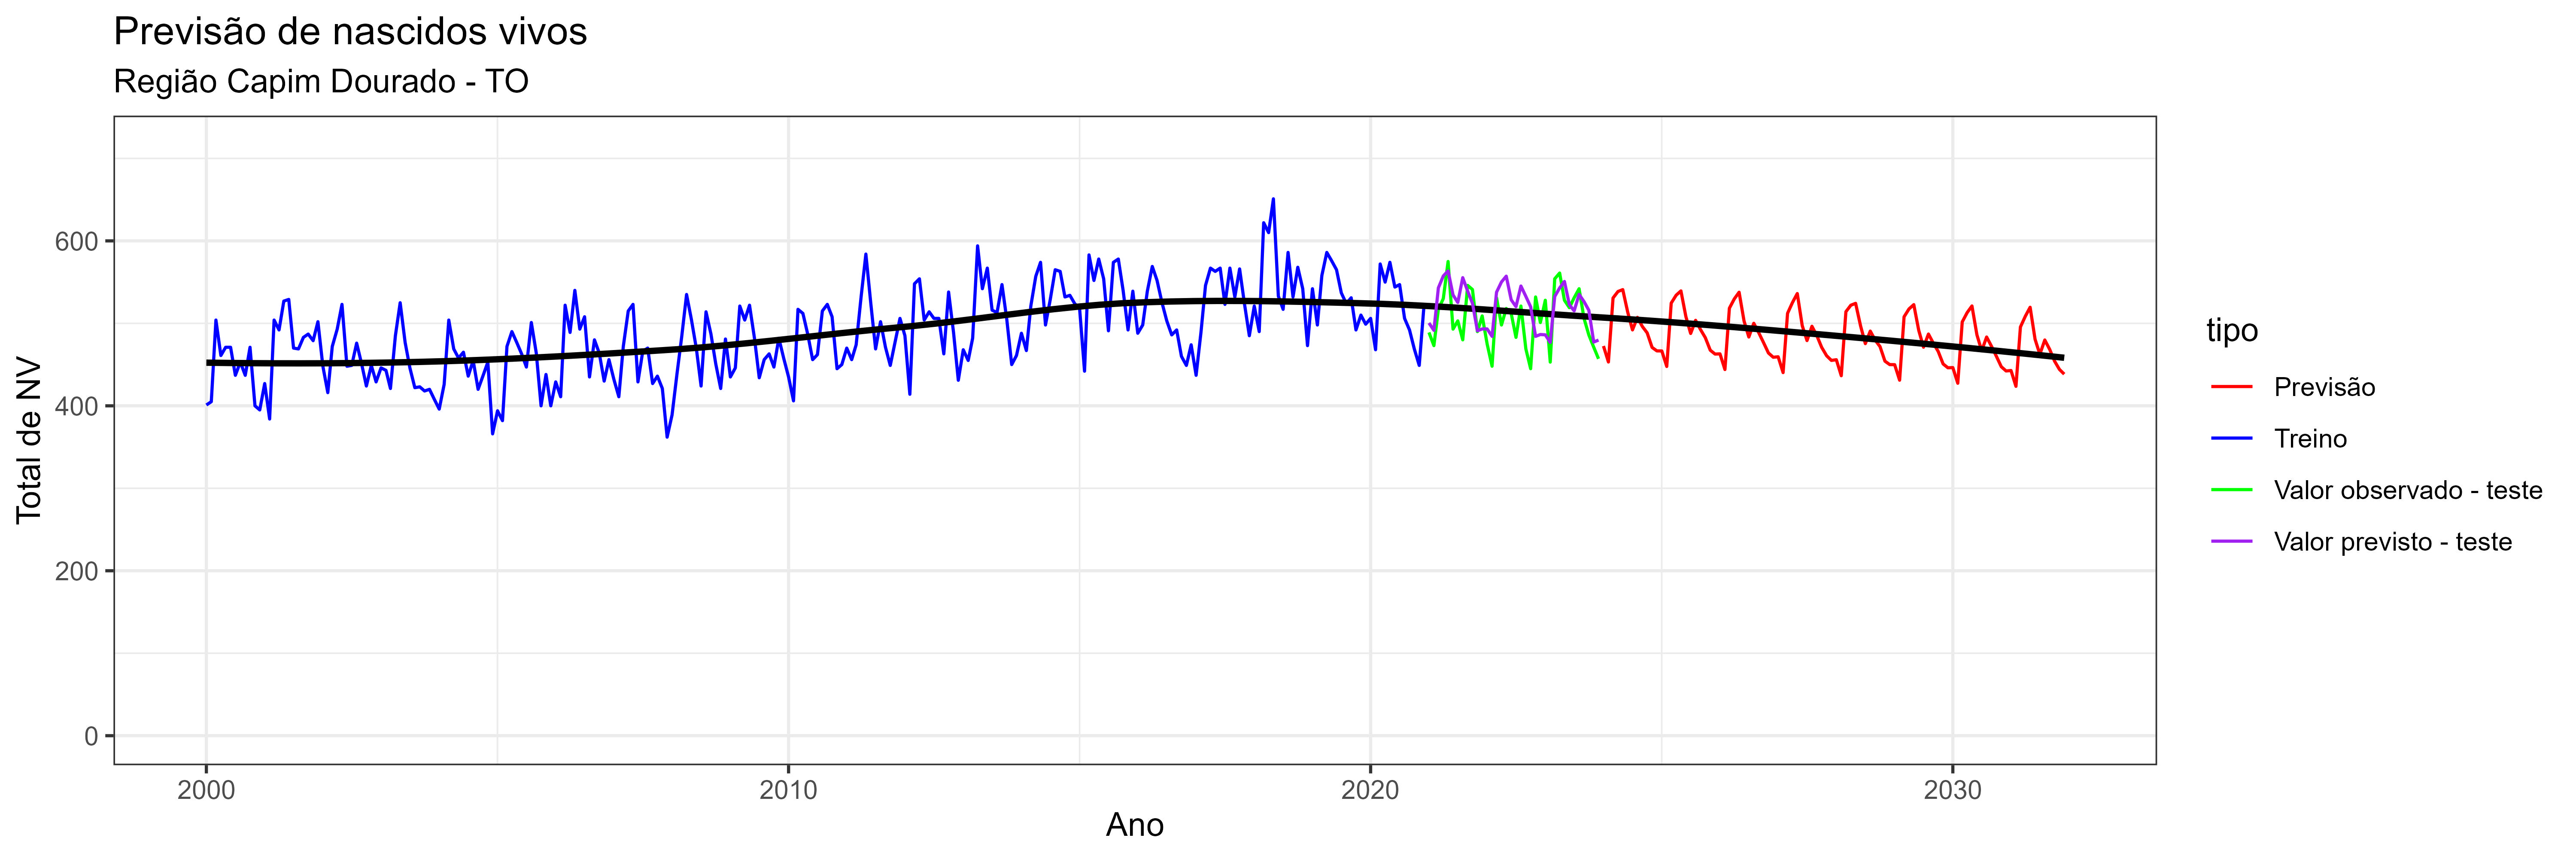 Previsão de nascidos vivos
Região Capim Dourado - TO
Total de NV
600
400
200
0
2000
2010
2020
2030
Ano
tipo
Previsão
Treino
Valor observado - teste
Valor previsto - teste